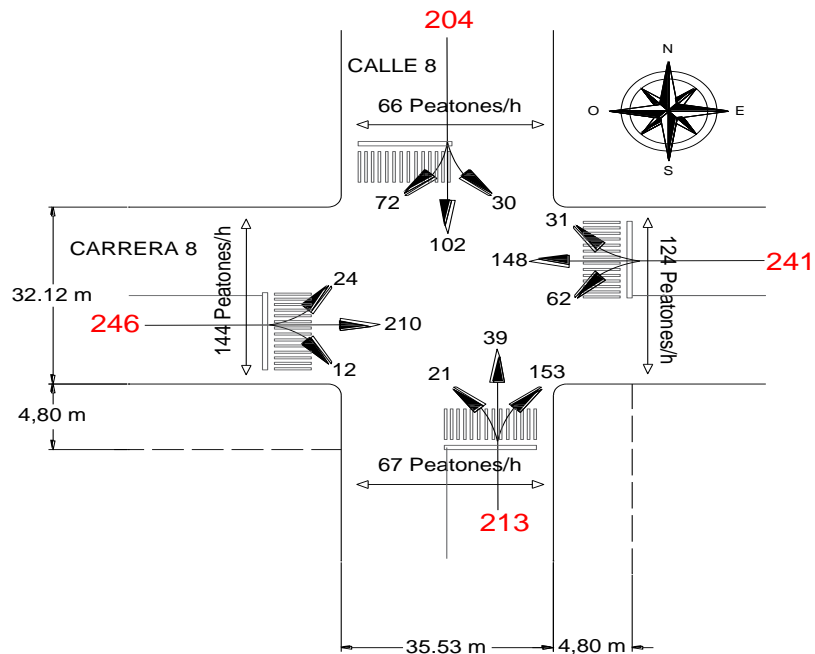 204
CALLE 8
66 Peatones/h
N
O
E
S
72
30
102
CARRERA 8
144 Peatones/h
32.12 m
24
246
210
12
31
148
62
124 Peatones/h
241
39
21
153
4,80 m
67 Peatones/h
213
35.53 m
4,80 m